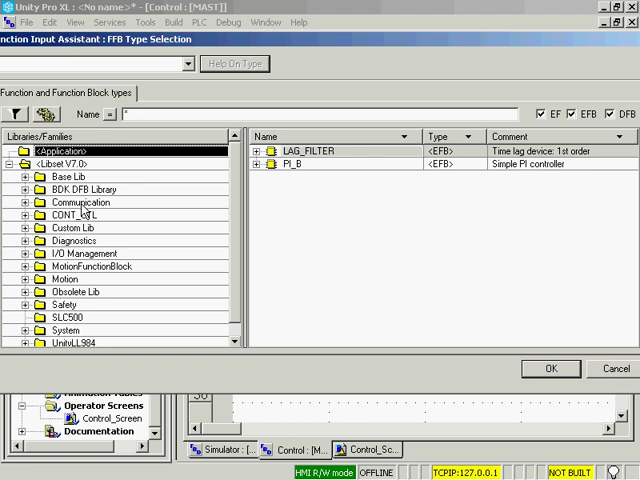 Unity Pro XL : <No name>* - [Control : [MAST]]
File Edit View Services Tools Build PLC Debug Window Help
nction Input Assistant : FFB Type Selection
Help On Type
Function and Function Block types
Name = * EF EFB DFB
Libraries/Families
<Application>
<Libset V7.0>
Base Lib
BDK DFB Library
Communication
CONT_CTL
Custom Lib
Diagnostics
I/O Management
MotionFunctionBlock
Motion
Obsolete Lib
Safety
SLC500
System
UnityLL984
Name Type Comment
LAG_FILTER <EFB> Time lag device: 1st order
PI_B <EFB> Simple PI controller
OK Cancel
Animation Tables
Operator Screens
Control_Screen
Documentation
Simulator : [... Control : [M... Control_Sc...
HMI R/W mode OFFLINE TCPIP:127.0.0.1 NOT BUILT